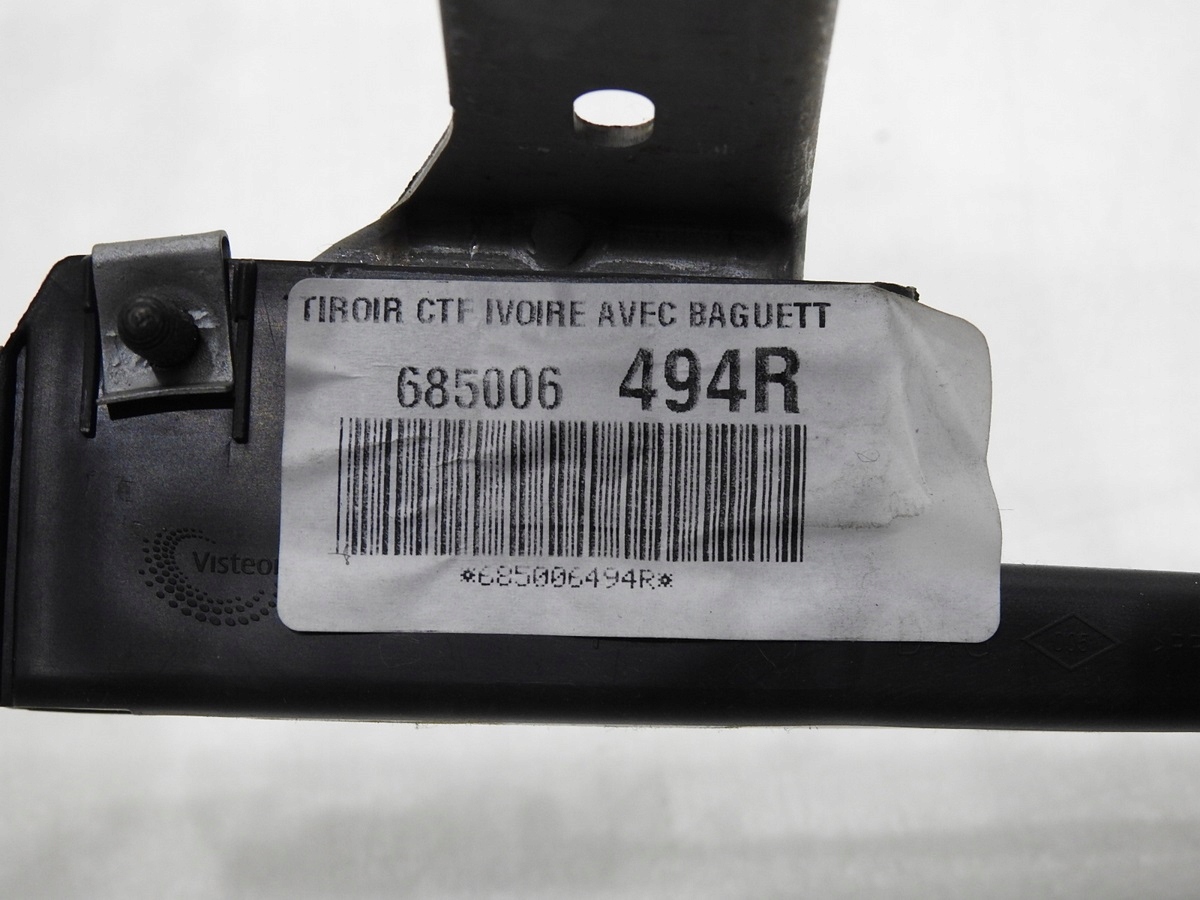 TIROIR CTF IVOIRE AVEC BAGUETT
685006 494R
*685006494R*
Visteon